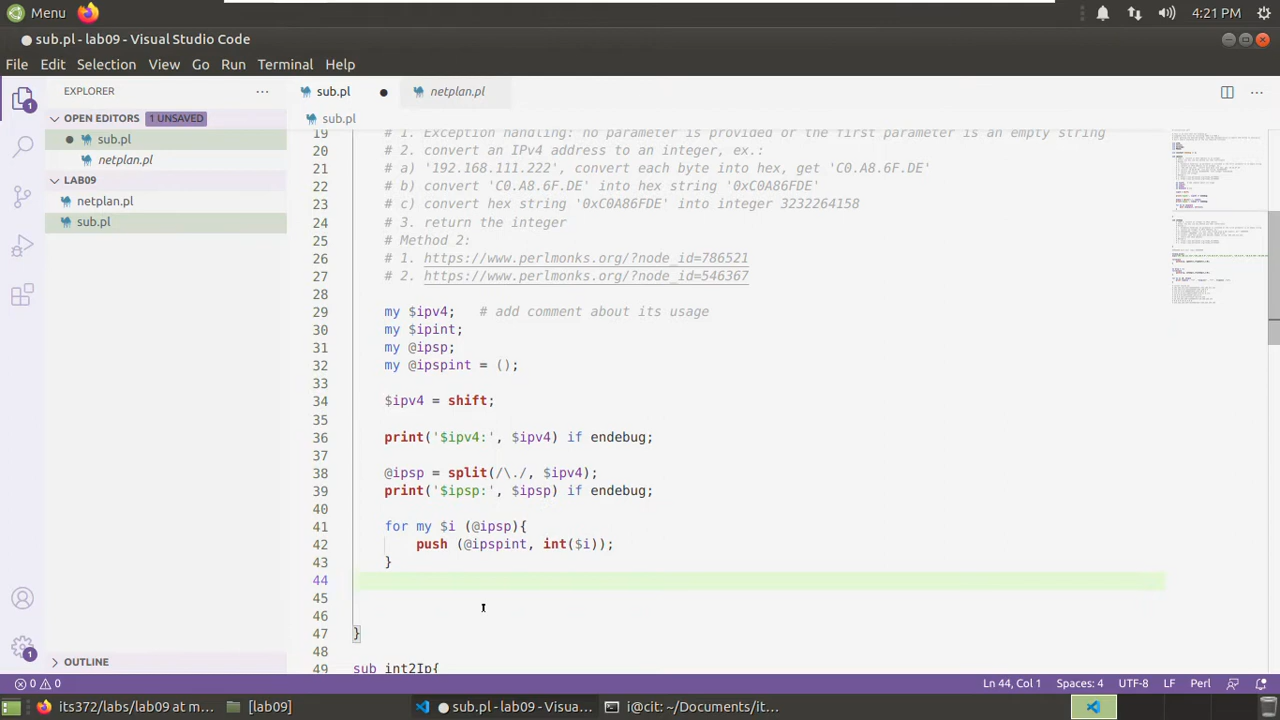 Menu
4:21 PM
sub.pl - lab09 - Visual Studio Code
File Edit Selection View Go Run Terminal Help
EXPLORER
sub.pl
netplan.pl
OPEN EDITORS 1 UNSAVED
sub.pl
sub.pl
netplan.pl
LAB09
netplan.pl
sub.pl
19 # 1. Exception handling: no parameter is provided or the first parameter is an empty string
20 # 2. convert an IPv4 address to an integer, ex.:
21 # a) '192.168.111.222', convert each byte into hex, get 'C0.A8.6F.DE'
22 # b) convert 'C0.A8.6F.DE' into hex string '0xC0A86FDE'
23 # c) convert hex string '0xC0A86FDE' into integer 3232264158
24 # 3. return the integer
25 # Method 2:
26 # 1. https://www.perlmonks.org/?node_id=786521
27 # 2. https://www.perlmonks.org/?node_id=546367
28
29 my $ipv4; # add comment about its usage
30 my $ipint;
31 my @ipsp;
32 my @ipspint = ();
33
34 $ipv4 = shift;
35
36 print('$ipv4:', $ipv4) if endebug;
37
38 @ipsp = split(/\./, $ipv4);
39 print('$ipsp:', $ipsp) if endebug;
40
41 for my $i (@ipsp){
42 push (@ipspint, int($i));
43 }
44
45
46
47 }
48
49 sub int2Ip{
OUTLINE
1
1
0 0
Ln 44, Col 1 Spaces: 4 UTF-8 LF Perl
its372/labs/lab09 at m... [lab09] sub.pl - lab09 - Visua... i@cit: ~/Documents/it...